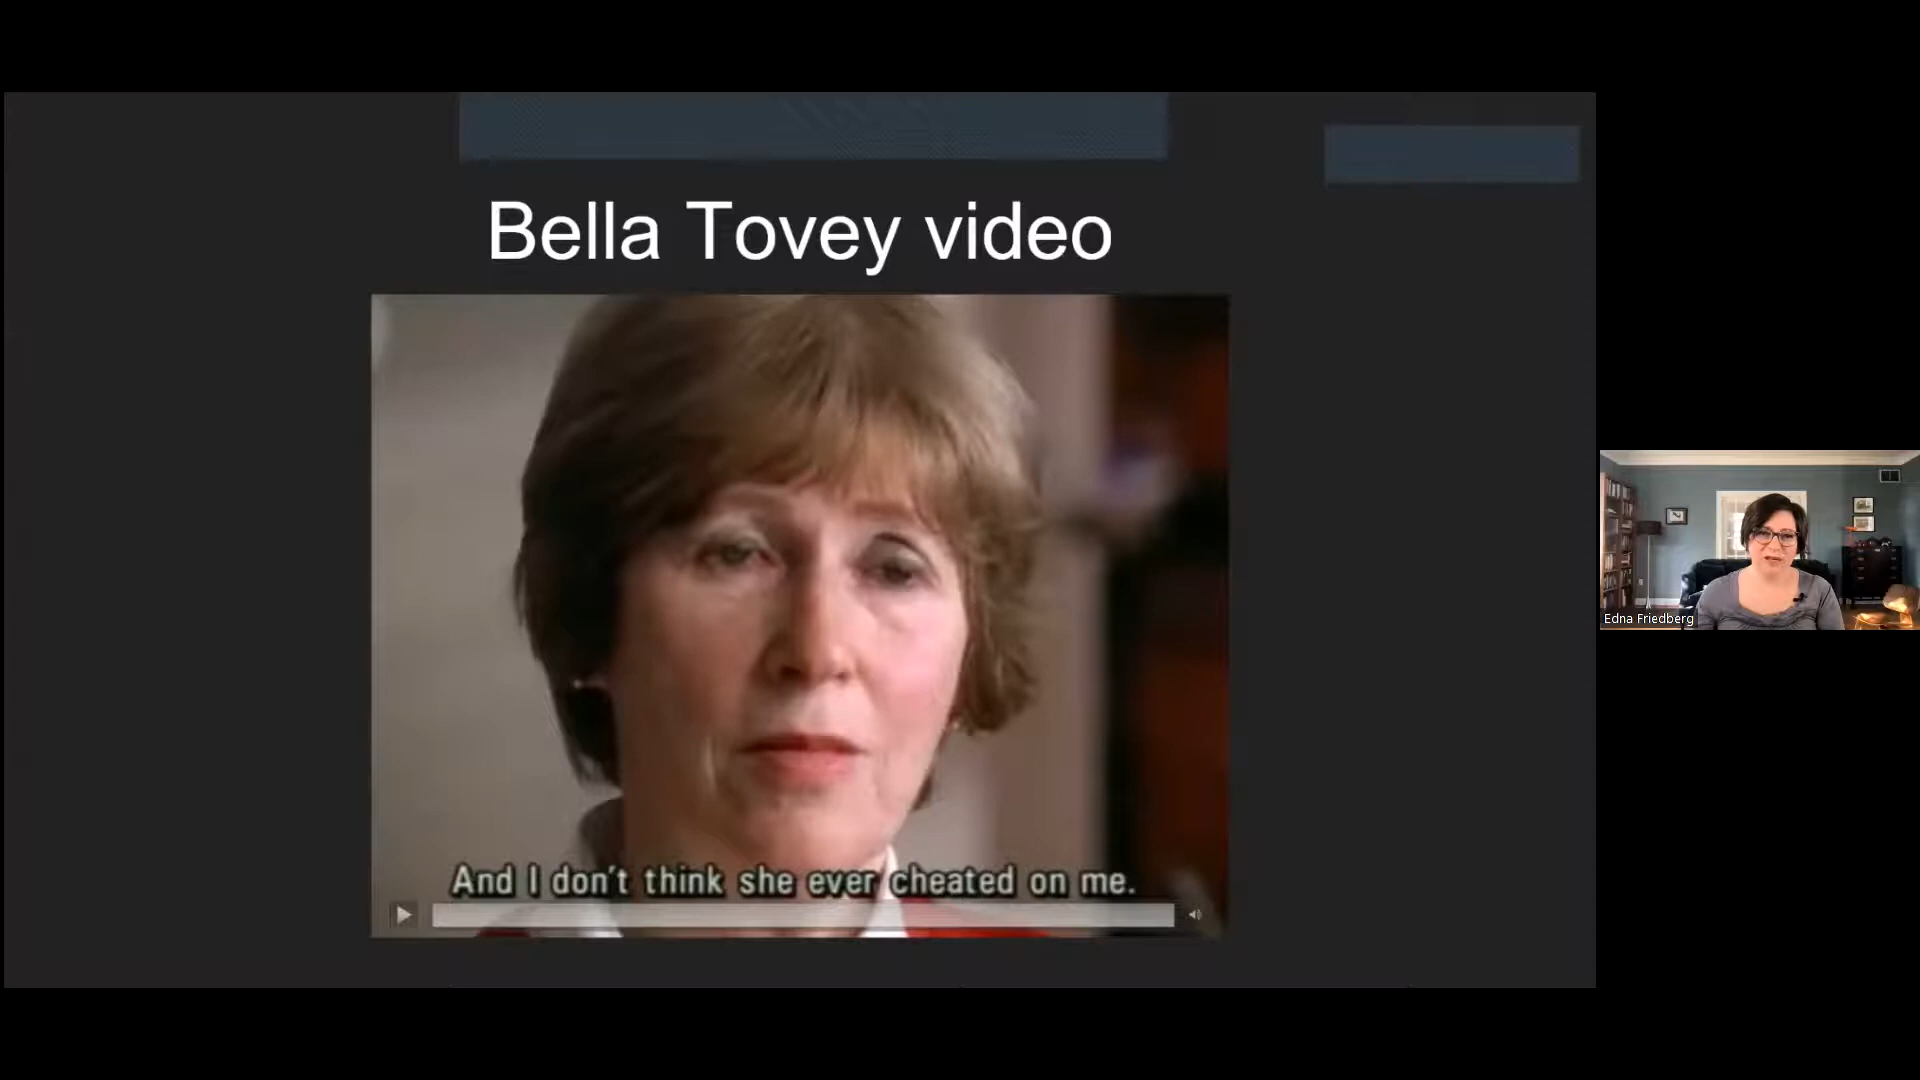 Bella Tovey video
And I don't think she ever cheated on me.
Edna Friedberg